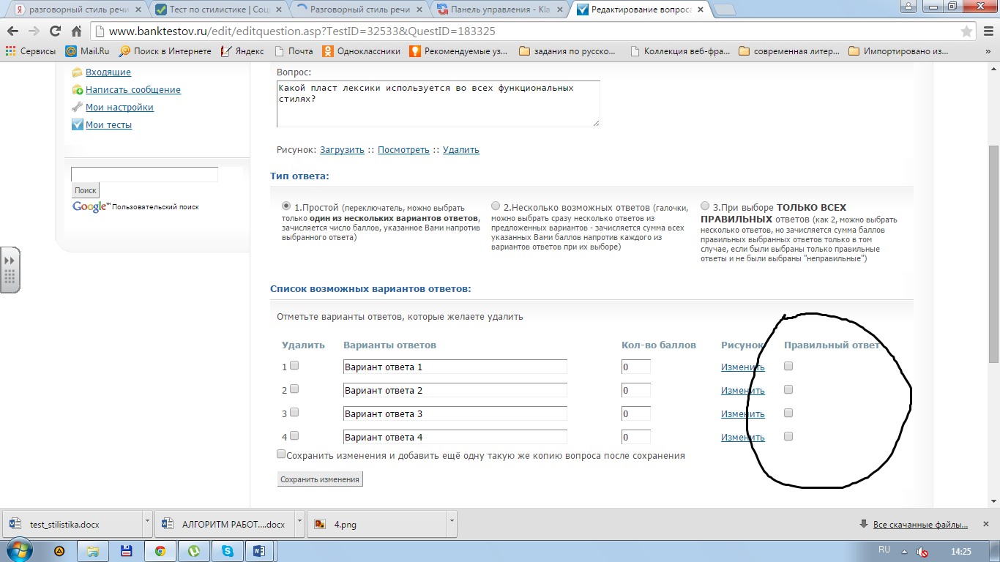 разговорный стиль речи
Тест по стилистике | Соц
Разговорный стиль речи
Панель управления - Kla
Редактирование вопроса
www.banktestov.ru/edit/editquestion.asp?TestID=32533&QuestID=183325
Сервисы
Mail.Ru
Поиск в Интернете
Яндекс
Почта
Одноклассники
Рекомендуемые уз...
задания по русско...
Коллекция веб-фра...
современная литер...
Импортировано из...
»
Входящие
Написать сообщение
Мои настройки
Мои тесты
Поиск
Google™ Пользовательский поиск
Вопрос:
Какой пласт лексики используется во всех функциональных
стилях?
Рисунок: Загрузить :: Посмотреть :: Удалить
Тип ответа:
1.Простой (переключатель, можно выбрать
только один из нескольких вариантов ответов,
зачисляется число баллов, указанное Вами напротив
выбранного ответа)
2.Несколько возможных ответов (галочки,
можно выбрать сразу несколько ответов из
предложенных вариантов - зачисляется сумма всех
указанных Вами баллов напротив каждого из
вариантов ответов при их выборе)
3.При выборе ТОЛЬКО ВСЕХ
ПРАВИЛЬНЫХ ответов (как 2, можно выбрать
несколько ответов, но зачисляется сумма баллов
правильных выбранных ответов только в том
случае, если были выбраны только правильные
ответы и не были выбраны "неправильные")
Список возможных вариантов ответов:
Отметьте варианты ответов, которые желаете удалить
Удалить Варианты ответов Кол-во баллов Рисунок Правильный ответ
1 Вариант ответа 1 0 Изменить
2 Вариант ответа 2 0 Изменить
3 Вариант ответа 3 0 Изменить
4 Вариант ответа 4 0 Изменить
Сохранить изменения и добавить ещё одну такую же копию вопроса после сохранения
Сохранить изменения
test_stilistika.docx
АЛГОРИТМ РАБОТ....docx
4.png
Все скачанные файлы...
RU
14:25